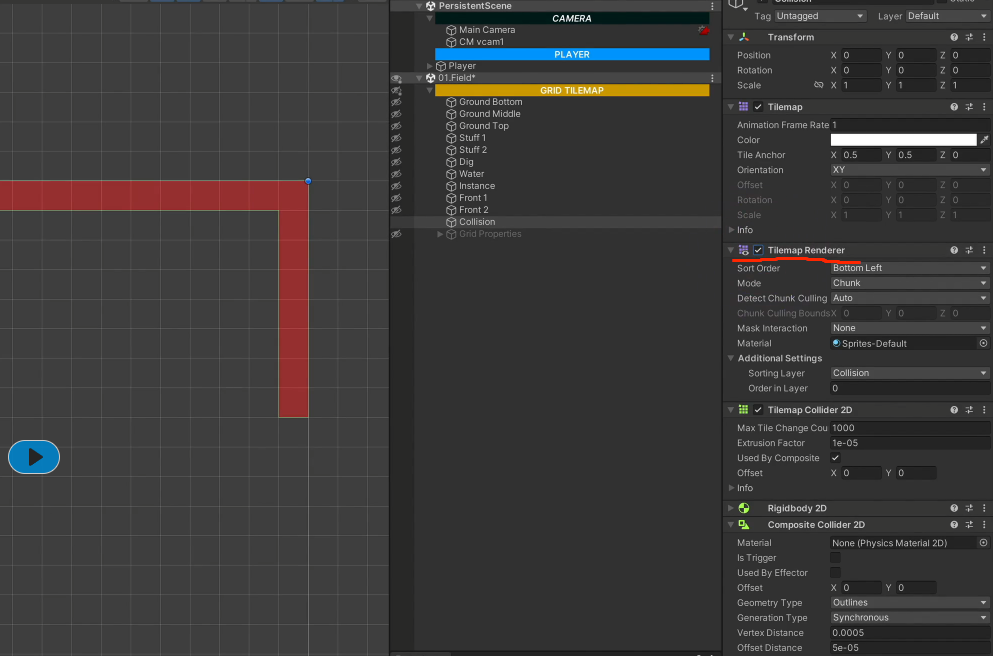 PersistentScene
CAMERA
Main Camera
CM vcam1
PLAYER
Player
01.Field*
GRID TILEMAP
Ground Bottom
Ground Middle
Ground Top
Stuff 1
Stuff 2
Dig
Water
Instance
Front 1
Front 2
Collision
Grid Properties
Tag Untagged Layer Default
Transform
Position X 0 Y 0 Z 0
Rotation X 0 Y 0 Z 0
Scale X 1 Y 1 Z 1
Tilemap
Animation Frame Rate 1
Color
Tile Anchor X 0.5 Y 0.5 Z 0
Orientation XY
Offset X 0 Y 0 Z 0
Rotation X 0 Y 0 Z 0
Scale X 1 Y 1 Z 1
Info
Tilemap Renderer
Sort Order Bottom Left
Mode Chunk
Detect Chunk Culling Auto
Chunk Culling Bounds X 0 Y 0 Z 0
Mask Interaction None
Material Sprites-Default
Additional Settings
Sorting Layer Collision
Order in Layer 0
Tilemap Collider 2D
Max Tile Change Cou 1000
Extrusion Factor 1e-05
Used By Composite
Offset X 0 Y 0
Info
Rigidbody 2D
Composite Collider 2D
Material None (Physics Material 2D)
Is Trigger
Used By Effector
Offset X 0 Y 0
Geometry Type Outlines
Generation Type Synchronous
Vertex Distance 0.0005
Offset Distance 5e-05